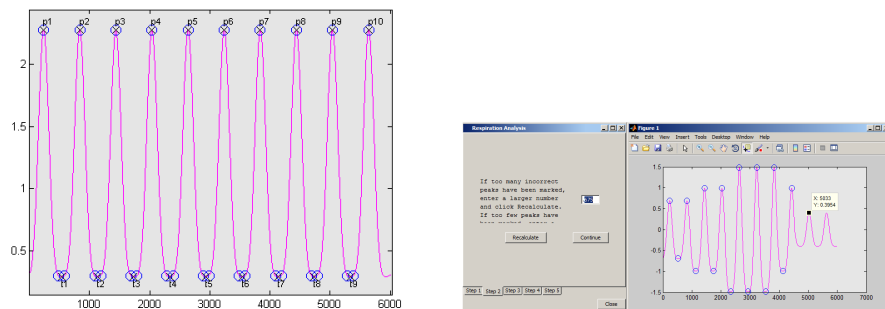 p1 p2 p3 p4 p5 p6 p7 p8 p9 p10
2
1.5
1
0.5
t1 t2 t3 t4 t5 t6 t7 t8 t9
1000 2000 3000 4000 5000 6000
Respiration Analysis
If too many incorrect
peaks have been marked,
enter a larger number
and click Recalculate.
If too few peaks have
Recalculate Continue
Step 1 Step 2 Step 3 Step 4 Step 5
Close
Figure 1
File Edit View Insert Tools Desktop Window Help
1.5
1
0.5
0
-0.5
-1
-1.5
X: 5033
Y: 0.3954
0 1000 2000 3000 4000 5000 6000 7000